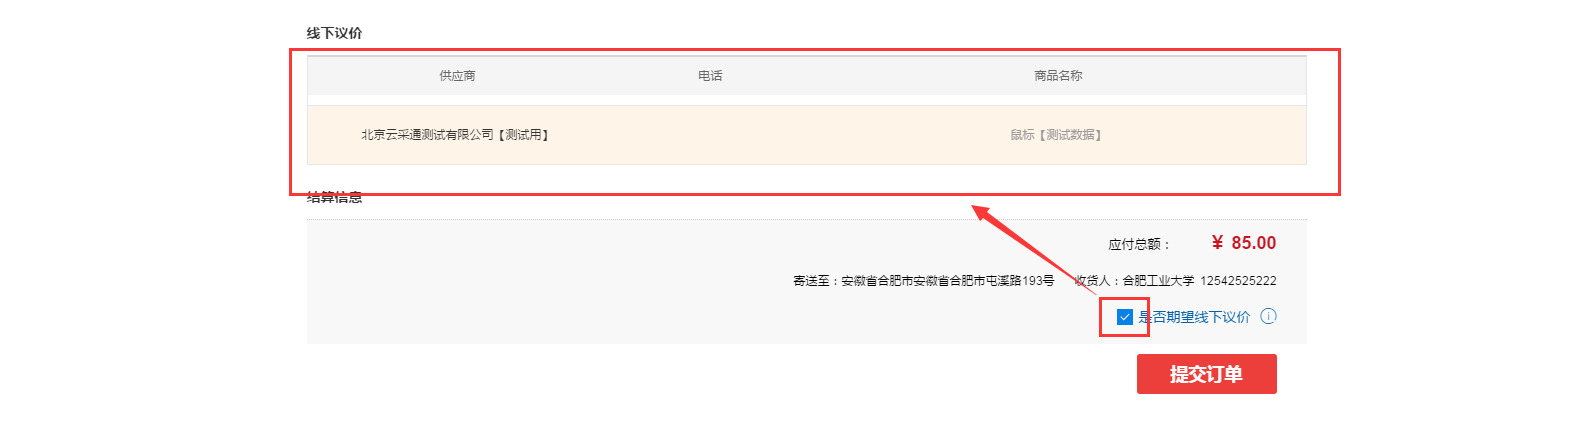 线下议价
供应商 电话 商品名称
北京云采通测试有限公司【测试用】 鼠标【测试数据】
结算信息
应付总额： ¥ 85.00
寄送至：安徽省合肥市安徽省合肥市屯溪路193号 收货人：合肥工业大学 12542525222
是否期望线下议价
提交订单